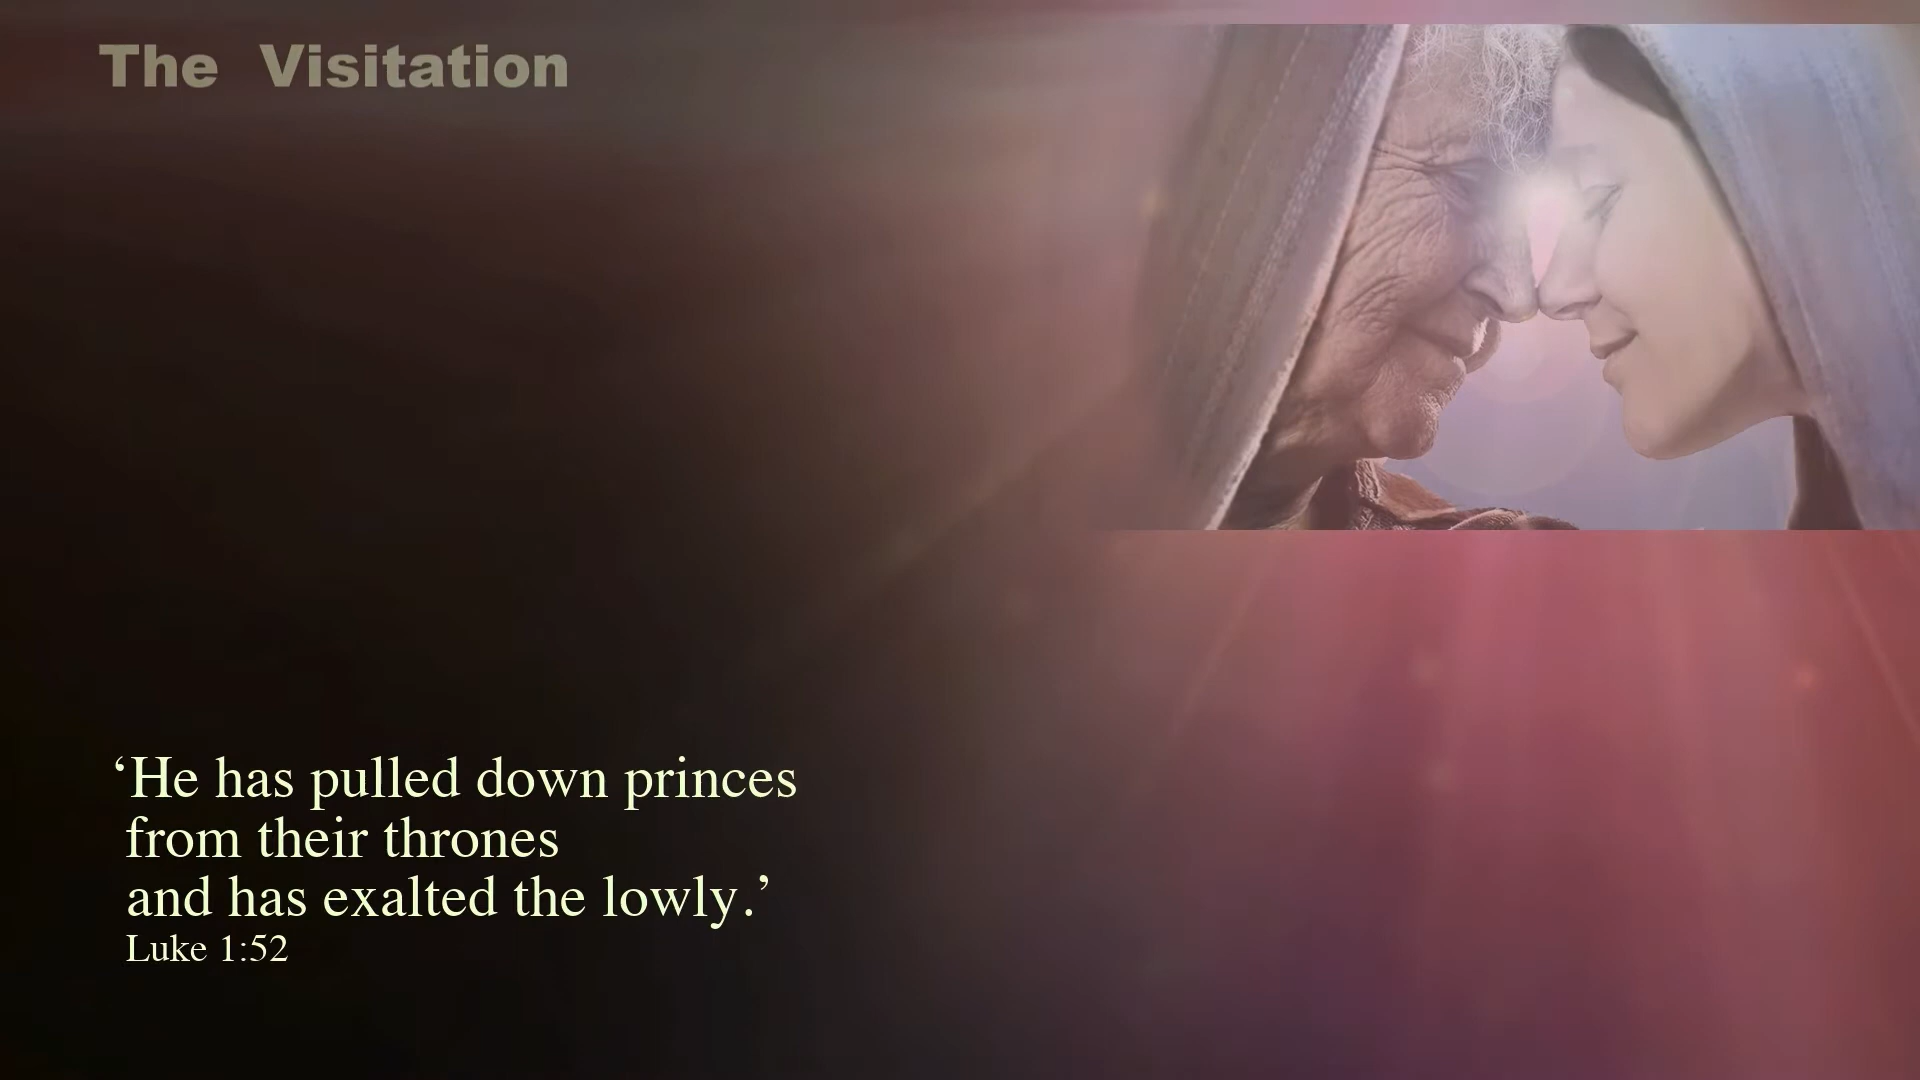 The Visitation
‘He has pulled down princes
from their thrones
and has exalted the lowly.’
Luke 1:52